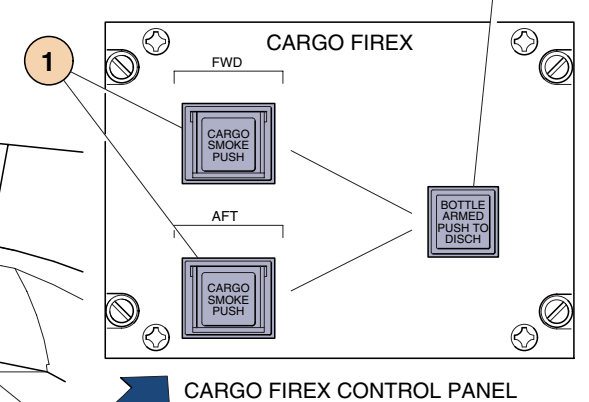 CARGO FIREX
1
FWD
CARGO
SMOKE
PUSH
BOTTLE
ARMED
PUSH TO
DISCH
AFT
CARGO
SMOKE
PUSH
CARGO FIREX CONTROL PANEL